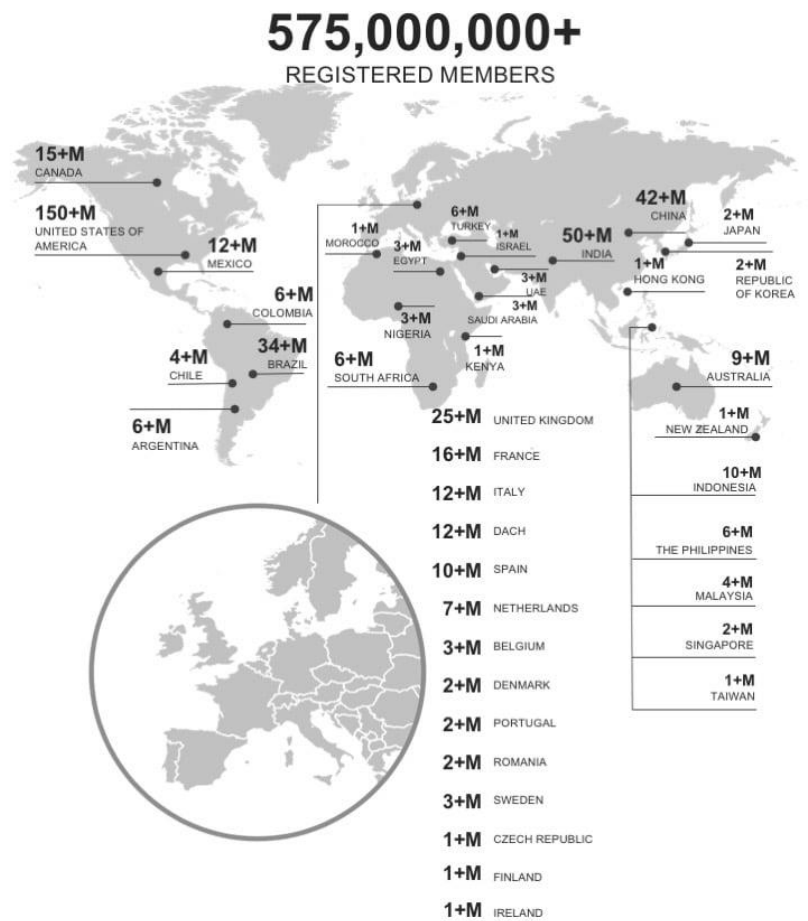 575,000,000+
REGISTERED MEMBERS
15+M
CANADA
150+M
UNITED STATES OF
AMERICA
12+M
MEXICO
6+M
COLOMBIA
34+M
BRAZIL
4+M
CHILE
6+M
ARGENTINA
1+M
MOROCCO
6+M
TURKEY
1+M
ISRAEL
3+M
EGYPT
3+M
UAE
3+M
SAUDI ARABIA
3+M
NIGERIA
1+M
KENYA
6+M
SOUTH AFRICA
50+M
INDIA
42+M
CHINA
2+M
JAPAN
1+M
HONG KONG
2+M
REPUBLIC
OF KOREA
9+M
AUSTRALIA
1+M
NEW ZEALAND
10+M
INDONESIA
6+M
THE PHILIPPINES
4+M
MALAYSIA
2+M
SINGAPORE
1+M
TAIWAN
25+M UNITED KINGDOM
16+M FRANCE
12+M ITALY
12+M DACH
10+M SPAIN
7+M NETHERLANDS
3+M BELGIUM
2+M DENMARK
2+M PORTUGAL
2+M ROMANIA
3+M SWEDEN
1+M CZECH REPUBLIC
1+M FINLAND
1+M IRELAND